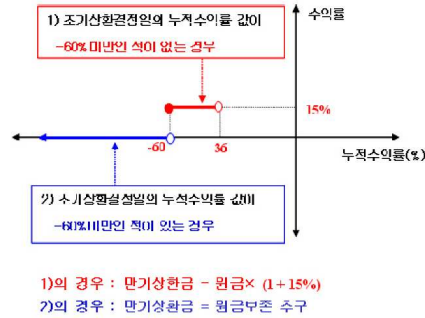 1) 조기상환결정일의 누적수익률 값이
-60%미만인 적이 없는 경우
수익률
15%
-60
36
누적수익률(%)
2) 조기상환결정일의 누적수익률 값이
-60%미만인 적이 있는 경우
1)의 경우 : 만기상환금 = 원금× (1+15%)
2)의 경우 : 만기상환금 = 원금보존 추구